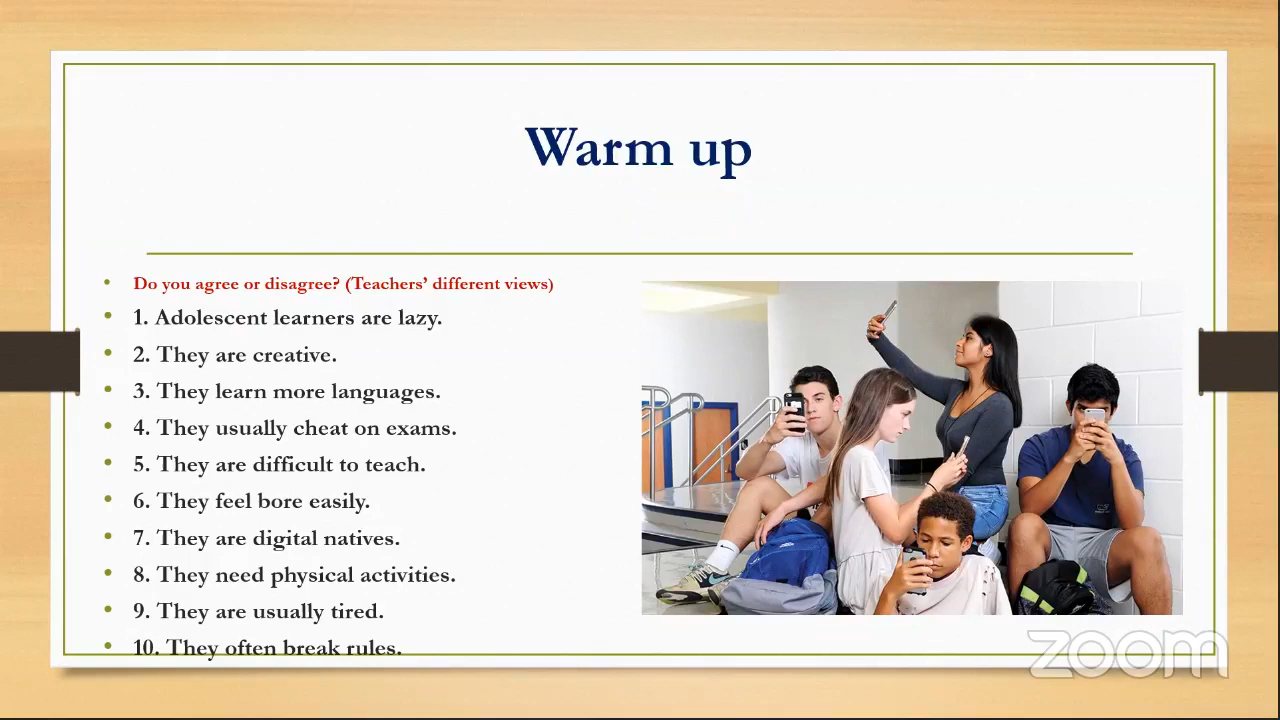 Warm up
Do you agree or disagree? (Teachers’ different views)
1. Adolescent learners are lazy.
2. They are creative.
3. They learn more languages.
4. They usually cheat on exams.
5. They are difficult to teach.
6. They feel bore easily.
7. They are digital natives.
8. They need physical activities.
9. They are usually tired.
10. They often break rules.
zoom